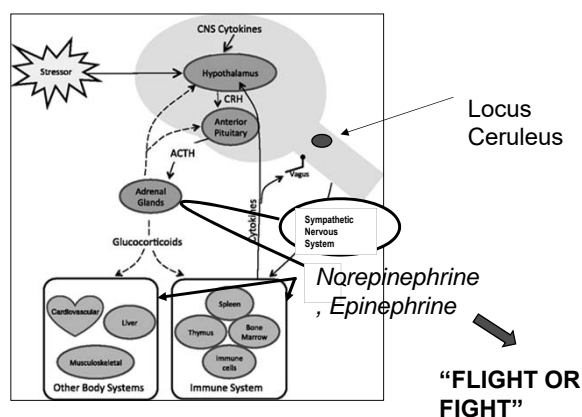 CNS Cytokines
Stressor
Hypothalamus
CRH
Anterior
Pituitary
ACTH
Adrenal
Glands
Glucocorticoids
Cytokines
Vagus
Locus
Ceruleus
Sympathetic
Nervous
System
Norepinephrine
, Epinephrine
Cardiovascular
Liver
Musculoskeletal
Other Body Systems
Spleen
Thymus
Bone
Marrow
Immune
cells
Immune System
“FLIGHT OR
FIGHT”